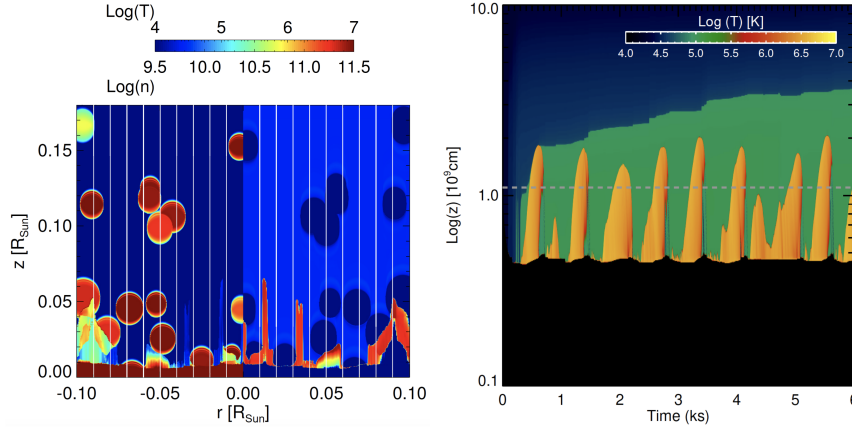 Log(T)
4 5 6 7
9.5 10.0 10.5 11.0 11.5
Log(n)
z [R_Sun]
0.15
0.10
0.05
0.00
-0.10 -0.05 0.00 0.05 0.10
r [R_Sun]
10.0
Log (T) [K]
4.0 4.5 5.0 5.5 6.0 6.5 7.0
Log(z) [10^9cm]
1.0
0.1
0 1 2 3 4 5 6
Time (ks)